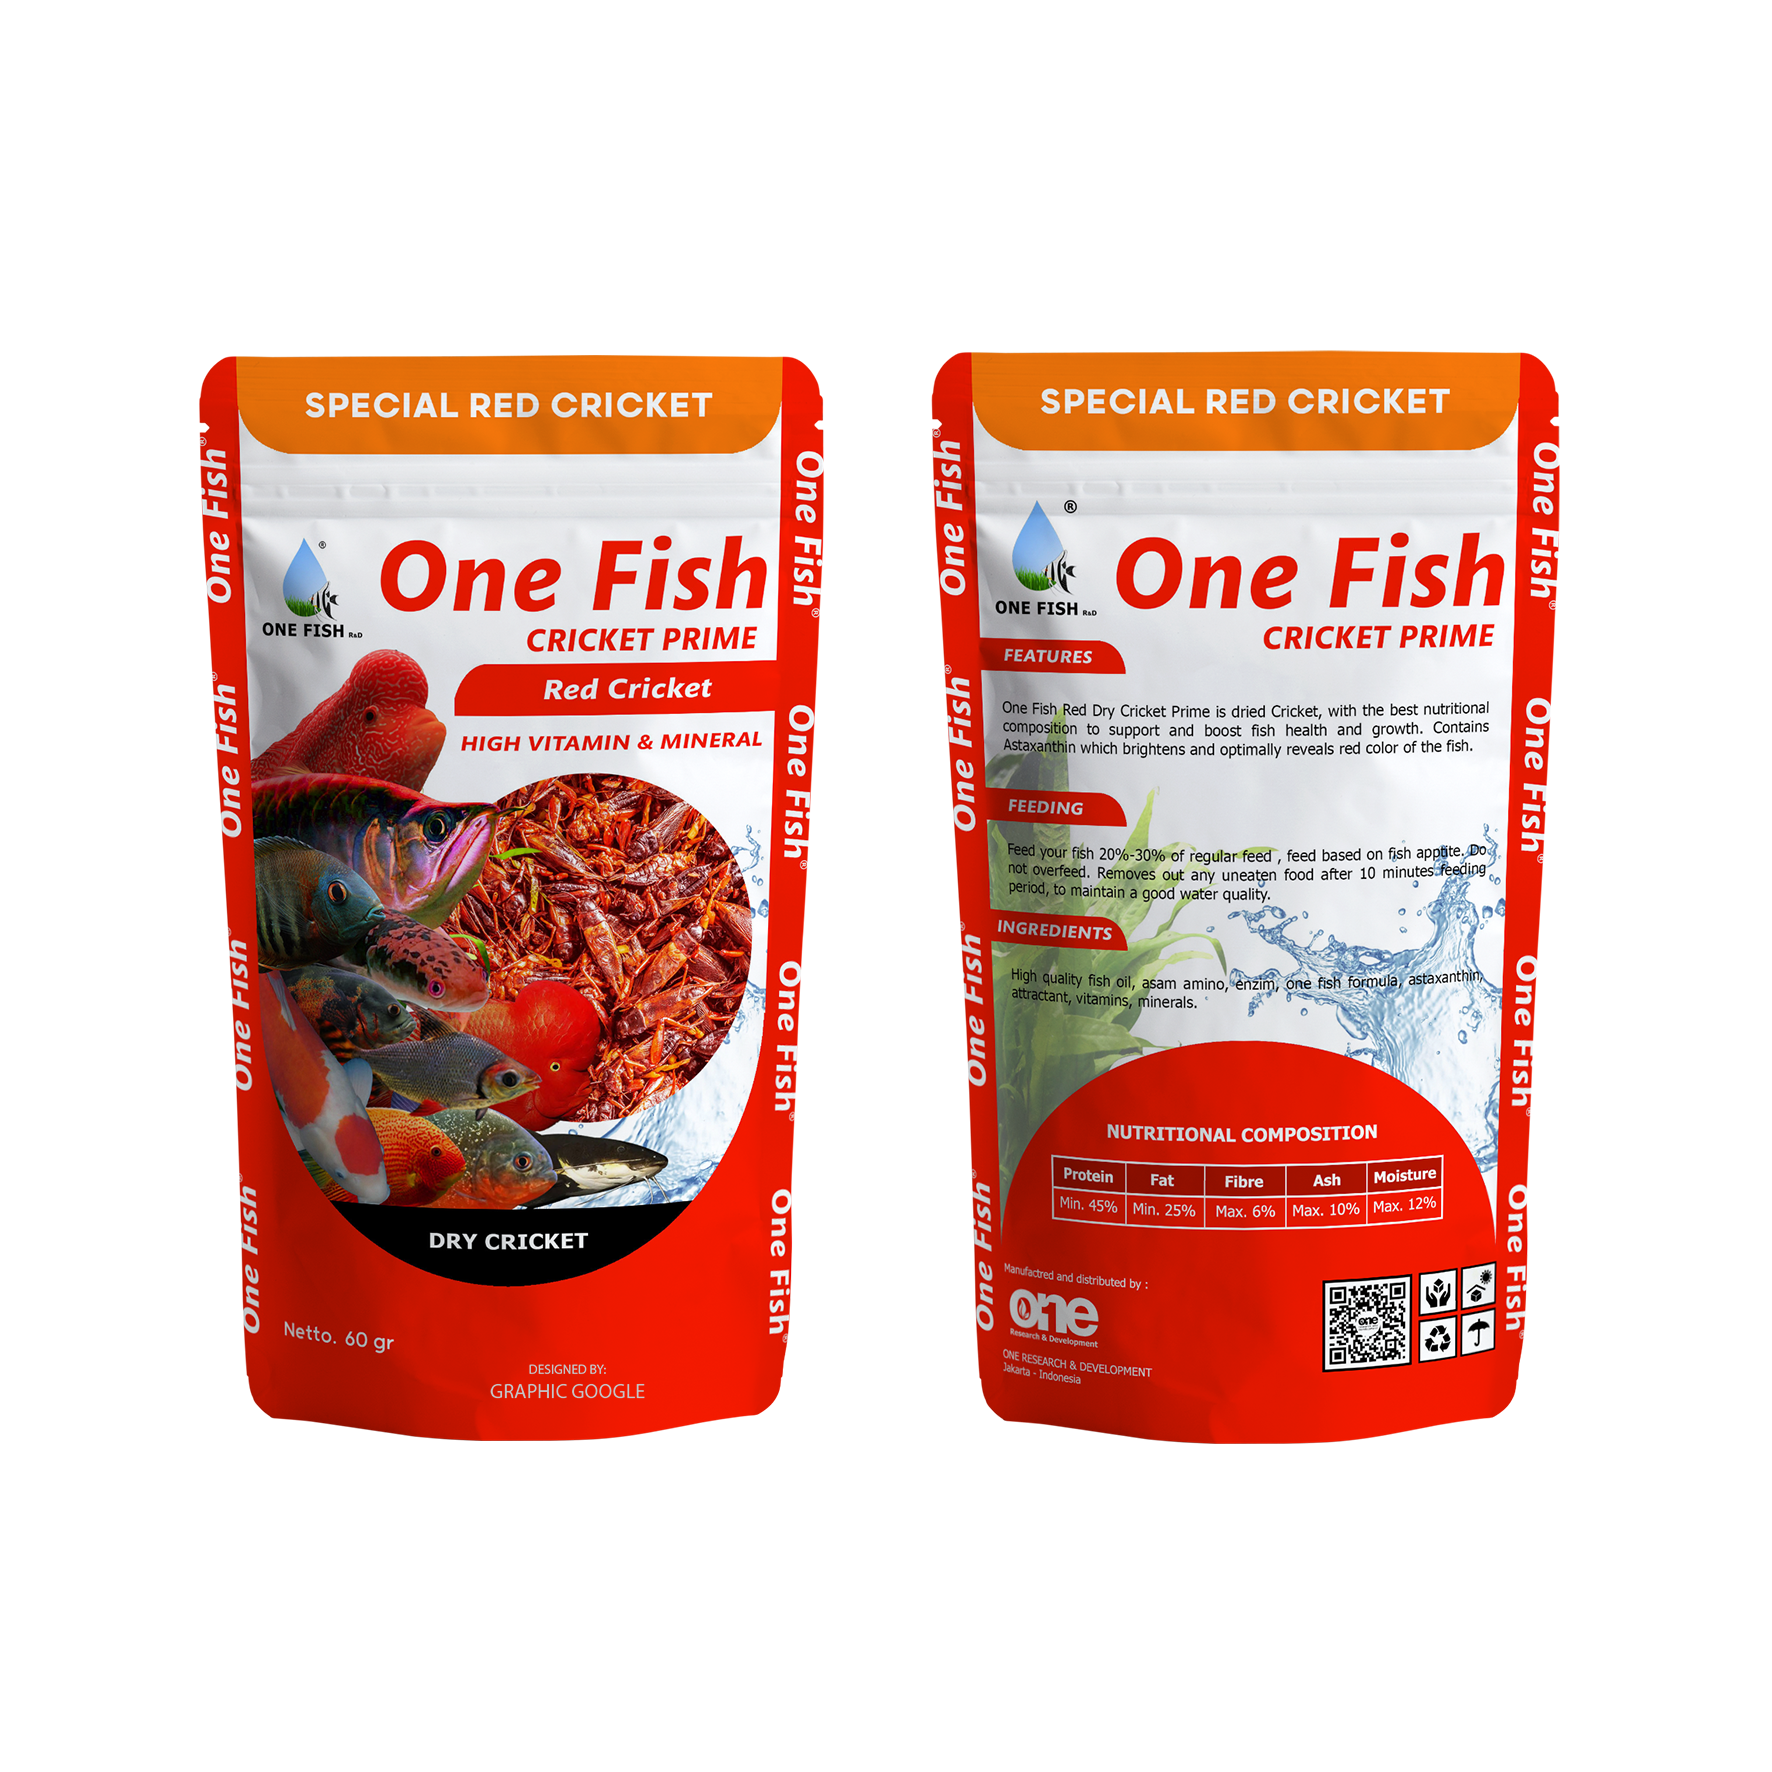 SPECIAL RED CRICKET
®
ONE FISH R&D
One Fish
CRICKET PRIME
Red Cricket
HIGH VITAMIN & MINERAL
DRY CRICKET
Netto. 60 gr
DESIGNED BY:
GRAPHIC GOOGLE
One Fish®
One Fish®
One Fish®
One Fish®
One Fish®
One Fish®
One Fish®
One Fish®
SPECIAL RED CRICKET
®
ONE FISH R&D
One Fish
CRICKET PRIME
FEATURES
One Fish Red Dry Cricket Prime is dried Cricket, with the best nutritional
composition to support and boost fish health and growth. Contains
Astaxanthin which brightens and optimally reveals red color of the fish.
FEEDING
Feed your fish 20%-30% of regular feed , feed based on fish apptite. Do
not overfeed. Removes out any uneaten food after 10 minutes feeding
period, to maintain a good water quality.
INGREDIENTS
High quality fish oil, asam amino, enzim, one fish formula, astaxanthin,
attractant, vitamins, minerals.
NUTRITIONAL COMPOSITION
Protein Fat Fibre Ash Moisture
Min. 45% Min. 25% Max. 6% Max. 10% Max. 12%
Manufactred and distributed by :
one
Research & Development
ONE RESEARCH & DEVELOPMENT
Jakarta - Indonesia
one
One Fish®
One Fish®
One Fish®
One Fish®
One Fish®
One Fish®
One Fish®
One Fish®